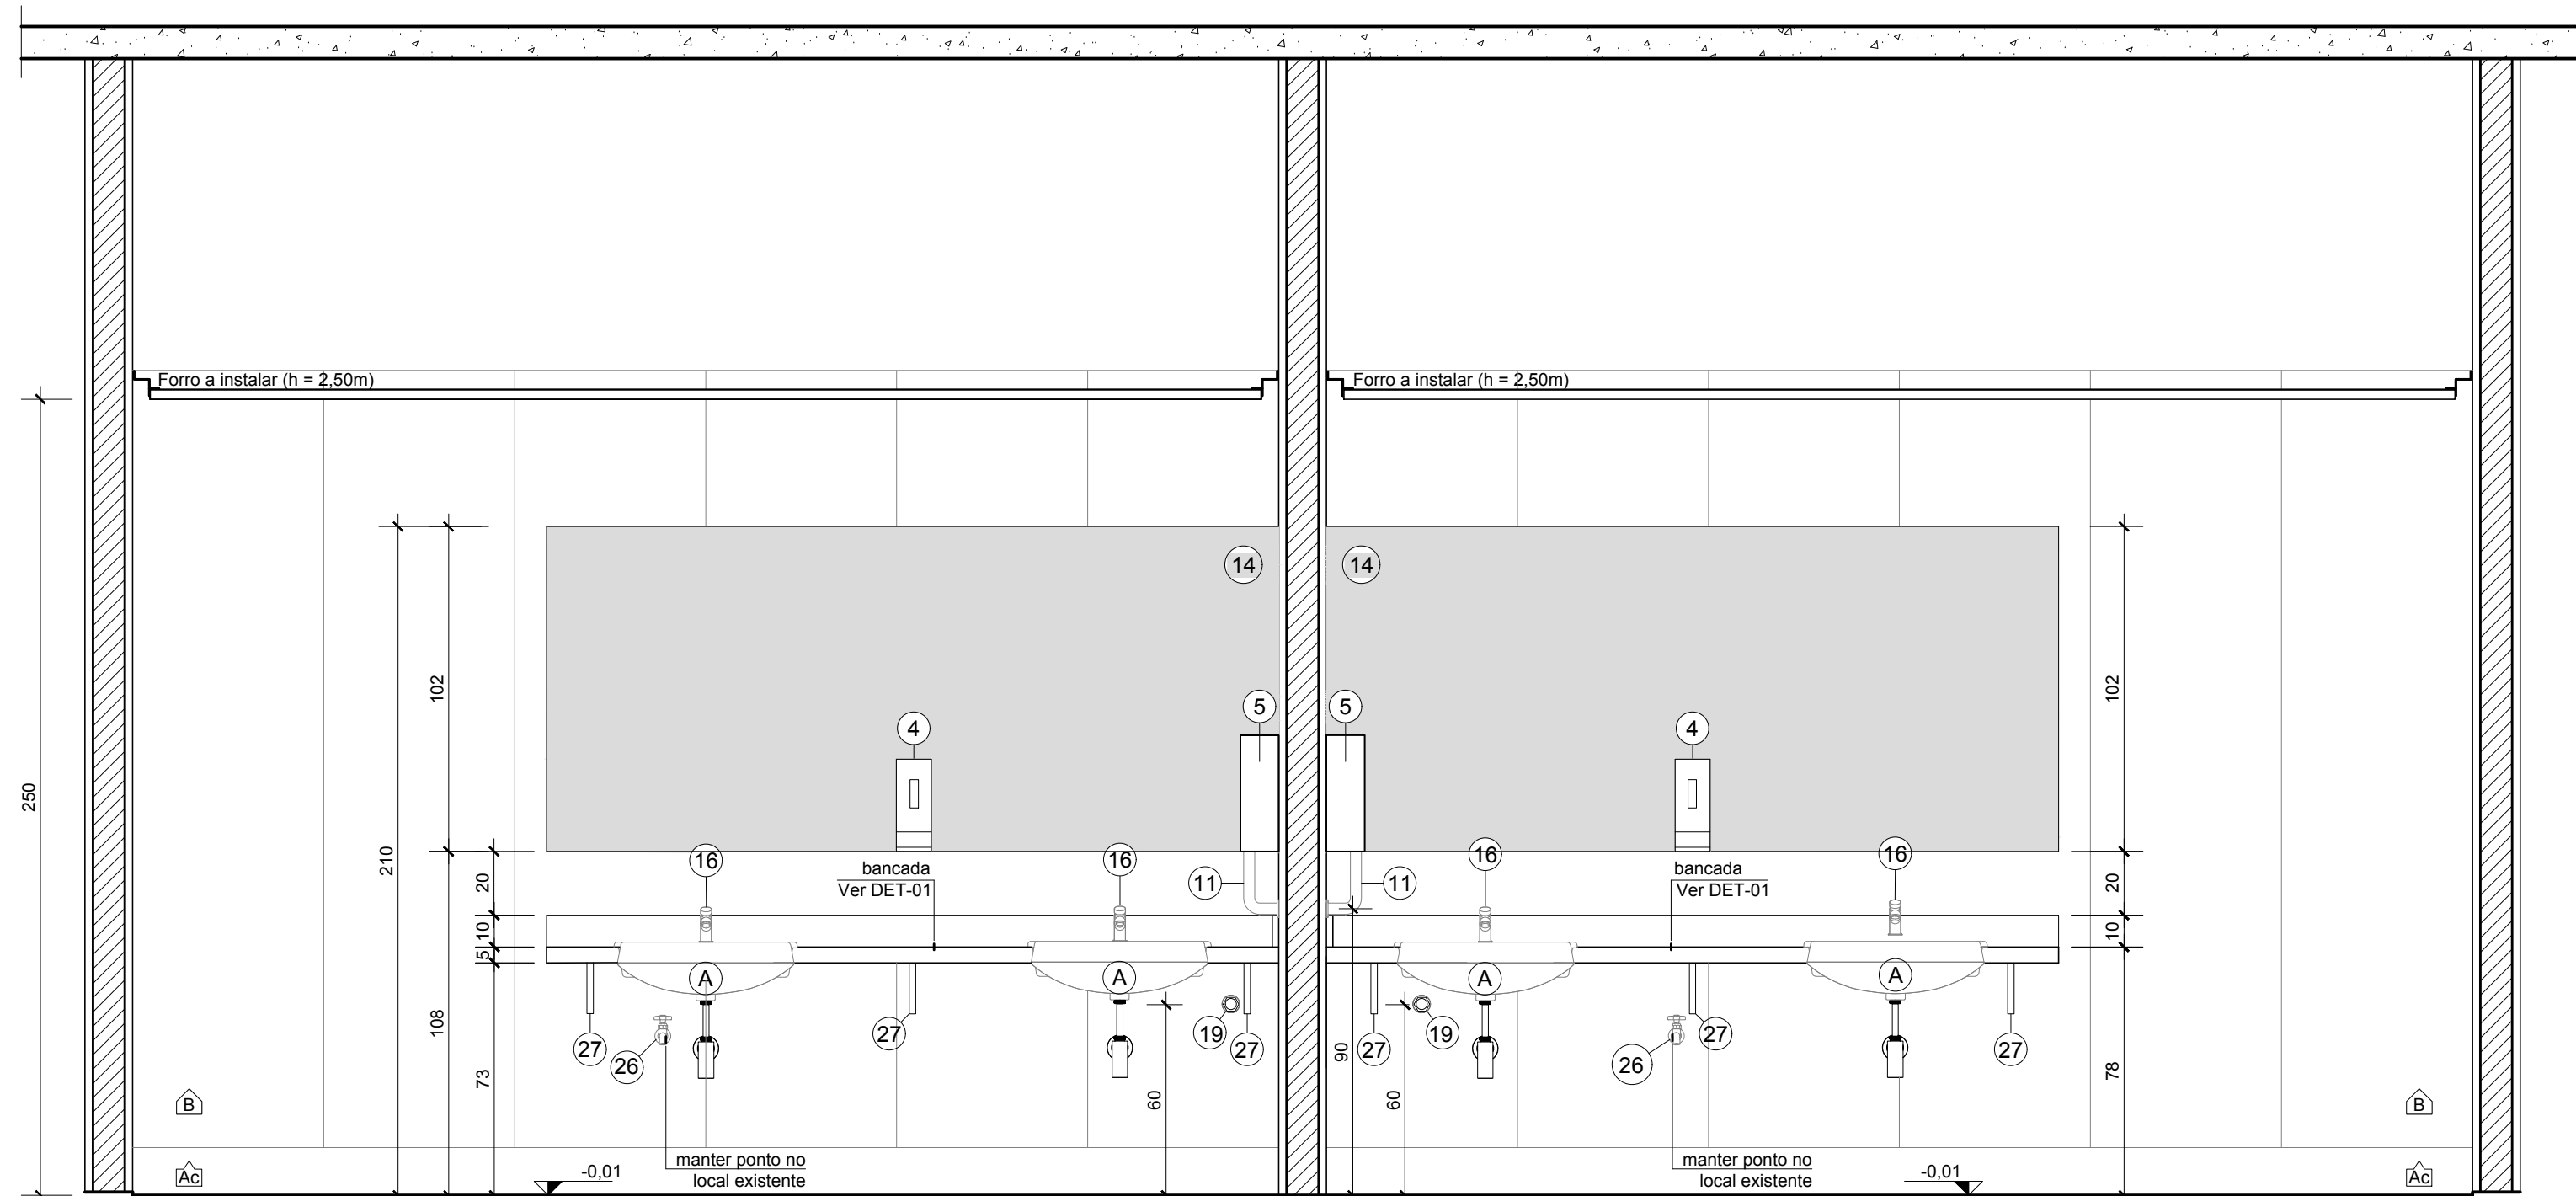 Forro a instalar (h = 2,50m)
Forro a instalar (h = 2,50m)
14
14
102
102
5
5
4
4
250
210
16
16
16
16
bancada
Ver DET-01
bancada
Ver DET-01
20
11
11
20
10
10
5
A
A
A
A
108
73
27
26
27
19
27
60
90
27
60
19
26
27
27
78
B
B
manter ponto no
local existente
manter ponto no
local existente
-0,01
-0,01
Ac
Ac